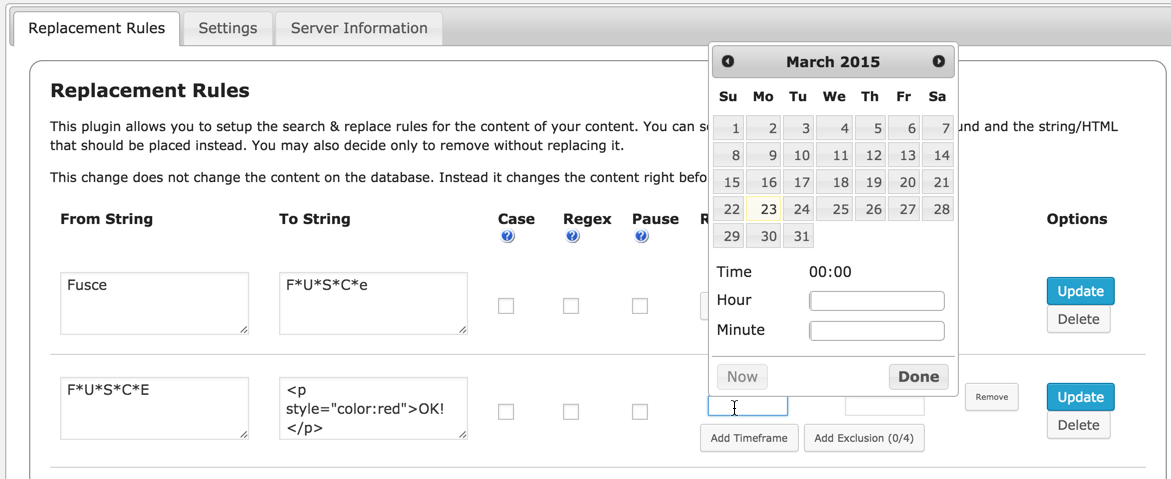 Replacement Rules Settings Server Information
Replacement Rules
This plugin allows you to setup the search & replace rules for the content of your content. You can s
und and the string/HTML
that should be placed instead. You may also decide only to remove without replacing it.
This change does not change the content on the database. Instead it changes the content right befo
From String To String Case Regex Pause R Options
? ? ?
Fusce
F*U*S*C*e
Update
Delete
F*U*S*C*E
<p
style="color:red">OK!
</p>
Remove
Update
Delete
Add Timeframe Add Exclusion (0/4)
March 2015
Su Mo Tu We Th Fr Sa
1 2 3 4 5 6 7
8 9 10 11 12 13 14
15 16 17 18 19 20 21
22 23 24 25 26 27 28
29 30 31
Time 00:00
Hour
Minute
Now Done